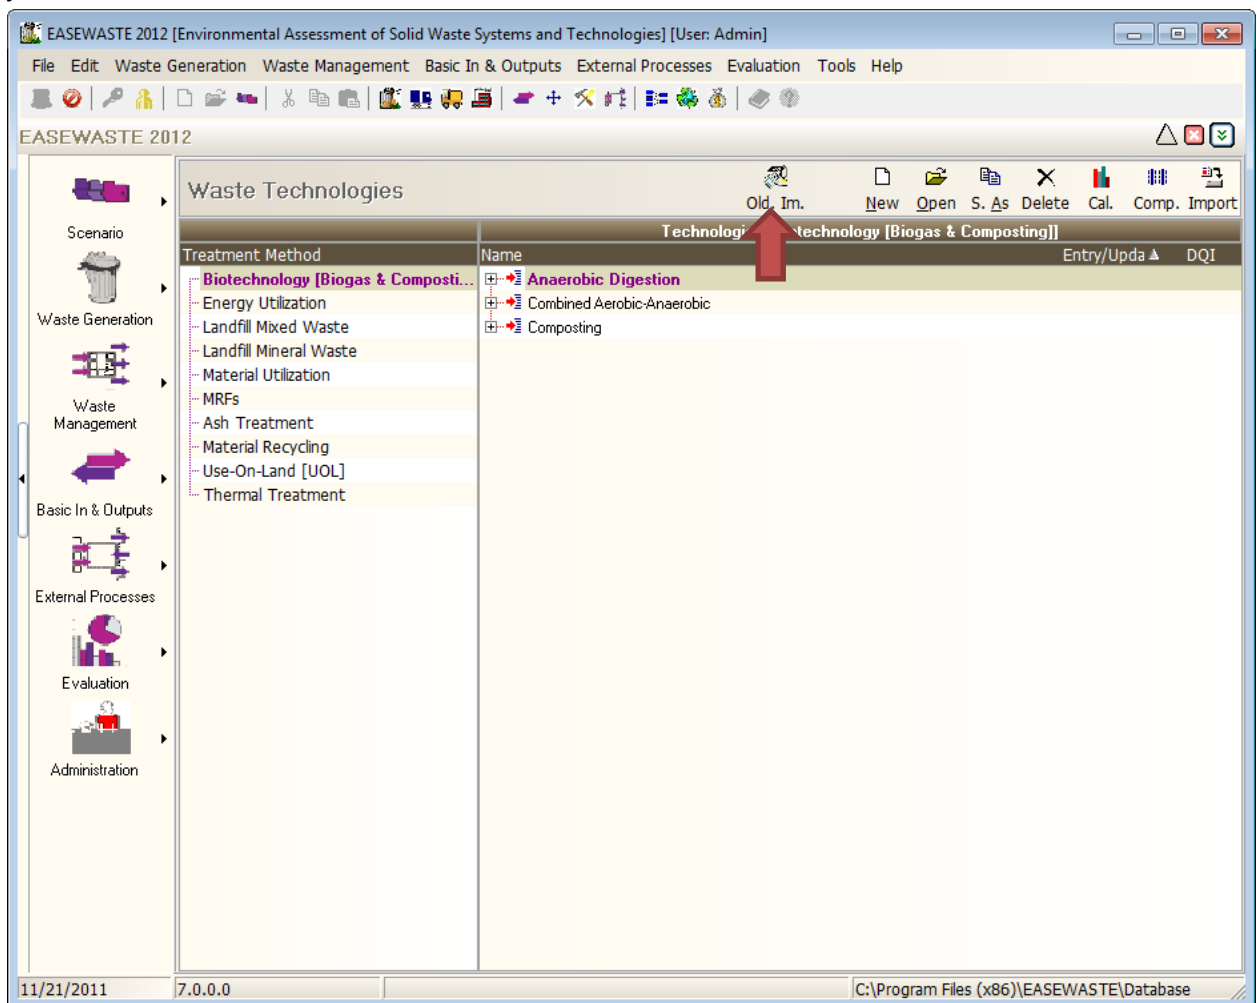 EASEWASTE 2012 [Environmental Assessment of Solid Waste Systems and Technologies] [User: Admin]
File Edit Waste Generation Waste Management Basic In & Outputs External Processes Evaluation Tools Help
EASEWASTE 2012
Waste Technologies
Old. Im. New Open S. As Delete Cal. Comp. Import
Scenario
Waste Generation
Waste
Management
Basic In & Outputs
External Processes
Evaluation
Administration
Treatment Method
Biotechnology [Biogas & Composti...
Energy Utilization
Landfill Mixed Waste
Landfill Mineral Waste
Material Utilization
MRFs
Ash Treatment
Material Recycling
Use-On-Land [UOL]
Thermal Treatment
[Biogas & Composting]]
Name Entry/Upda DQI
Anaerobic Digestion
Combined Aerobic-Anaerobic
Composting
11/21/2011 7.0.0.0 C:\Program Files (x86)\EASEWASTE\Database